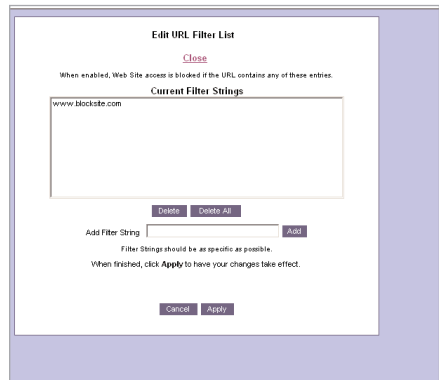 Edit URL Filter List
Close
When enabled, Web Site access is blocked if the URL contains any of these entries.
Current Filter Strings
www.blocksite.com
Delete Delete All
Add Filter String Add
Filter Strings should be as specific as possible.
When finished, click Apply to have your changes take effect.
Cancel Apply